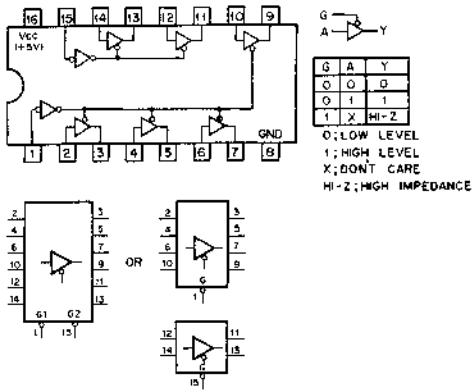 16 15 14 13 12 11 10 9
VCC
(+5V)
GND
1 2 3 4 5 6 7 8
G
A Y
G A Y
0 0 0
0 1 1
1 X HI-Z
0; LOW LEVEL
1; HIGH LEVEL
X; DON'T CARE
HI-Z; HIGH IMPEDANCE
2 3
4 5
6 7
10 9
12 11
14 13
G1 G2
1 15
OR
2 3
4 5
6 7
10 9
G
1
12 11
14 13
G
15